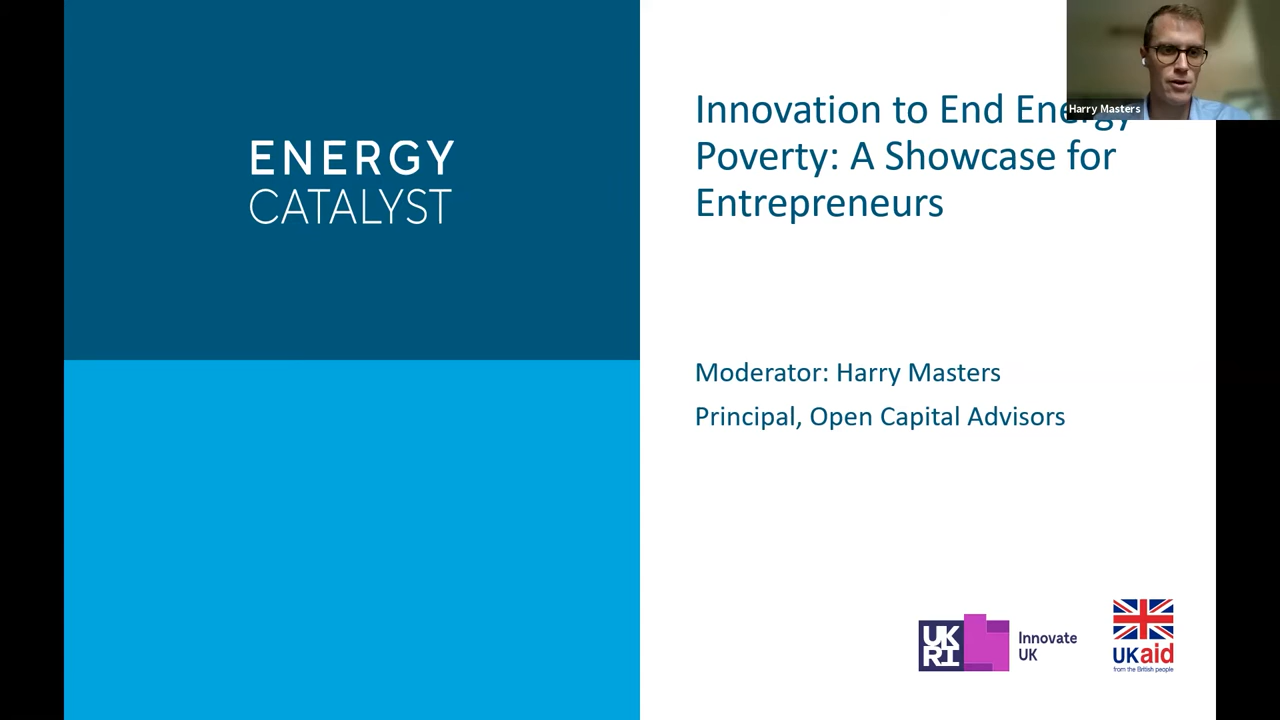 ENERGY
CATALYST
Innovation to End Energy
Poverty: A Showcase for
Entrepreneurs
Harry Masters
Moderator: Harry Masters
Principal, Open Capital Advisors
UK
RI
Innovate
UK
UKaid
from the British people